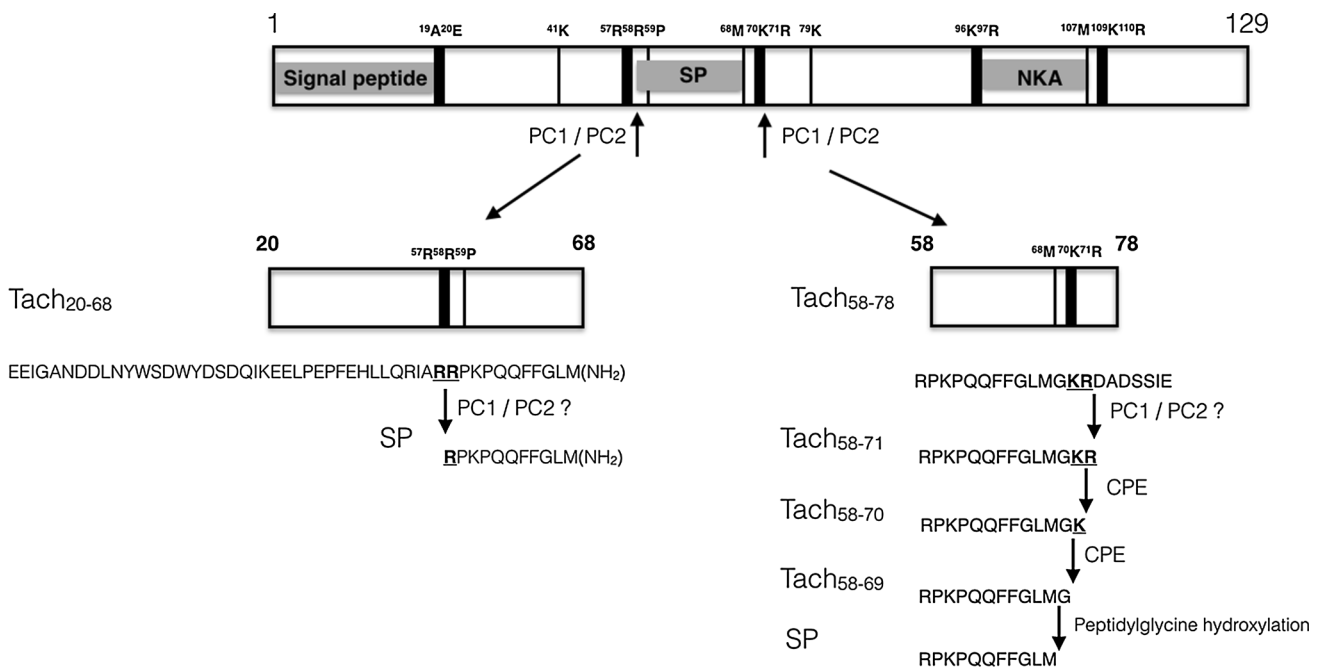 1 129
¹⁹A²⁰E ⁴¹K ⁵⁷R⁵⁸R⁵⁹P ⁶⁸M ⁷⁰K⁷¹R ⁷⁹K ⁹⁶K⁹⁷R ¹⁰⁷M¹⁰⁹K¹¹⁰R
Signal peptide SP NKA
PC1 / PC2 PC1 / PC2
20 68 58 78
⁵⁷R⁵⁸R⁵⁹P ⁶⁸M ⁷⁰K⁷¹R
Tach₂₀₋₆₈ Tach₅₈₋₇₈
EEIGANDDLNYWSDWYDSDQIKEELPEPFEHLLQRIARRPKPQQFFGLM(NH₂)
PC1 / PC2 ?
SP
RPKPQQFFGLM(NH₂)
RPKPQQFFGLMGKRDADSSIE
PC1 / PC2 ?
Tach₅₈₋₇₁
RPKPQQFFGLMGKR
CPE
Tach₅₈₋₇₀
RPKPQQFFGLMGK
CPE
Tach₅₈₋₆₉
RPKPQQFFGLMG
Peptidylglycine hydroxylation
SP
RPKPQQFFGLM